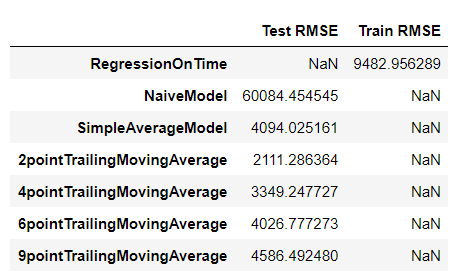 Test RMSE Train RMSE
RegressionOnTime NaN 9482.956289
NaiveModel 60084.454545 NaN
SimpleAverageModel 4094.025161 NaN
2pointTrailingMovingAverage 2111.286364 NaN
4pointTrailingMovingAverage 3349.247727 NaN
6pointTrailingMovingAverage 4026.777273 NaN
9pointTrailingMovingAverage 4586.492480 NaN